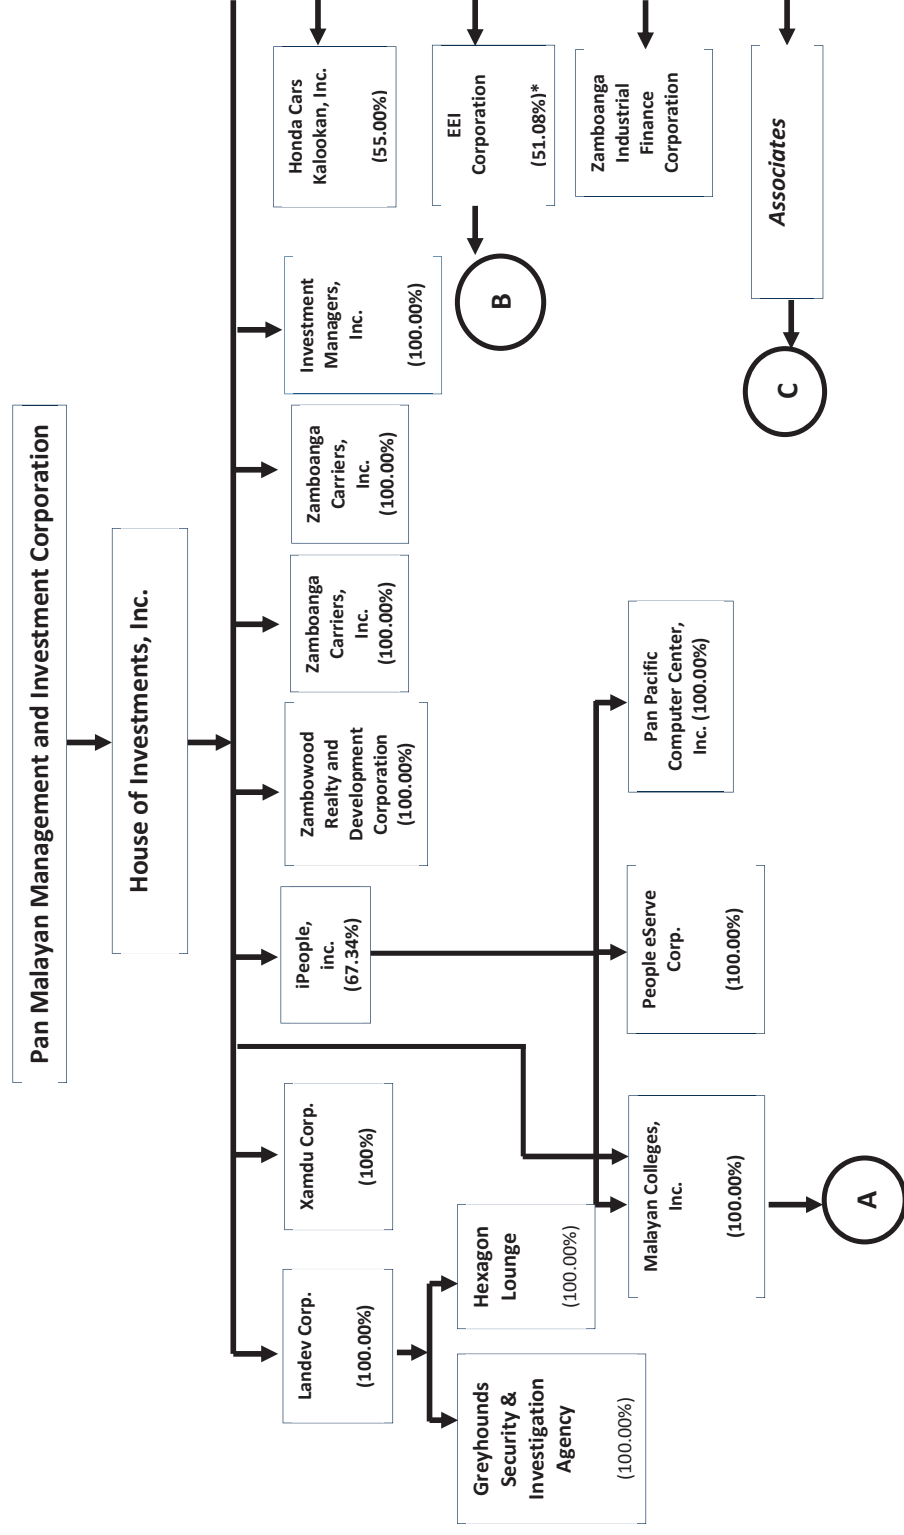 Pan Malayan Management and Investment Corporation
House of Investments, Inc.
Landev Corp.
(100.00%)
Xamdu Corp.
(100%)
iPeople,
inc.
(67.34%)
Zambowood
Realty and
Development
Corporation
(100.00%)
Zamboanga
Carriers,
Inc.
(100.00%)
Zamboanga
Carriers,
Inc.
(100.00%)
Investment
Managers,
Inc.
(100.00%)
Honda Cars
Kalookan, Inc.
(55.00%)
EEI
Corporation
(51.08%)*
B
Zamboanga
Industrial
Finance
Corporation
Associates
C
Greyhounds
Security &
Investigation
Agency
(100.00%)
Hexagon
Lounge
(100.00%)
Malayan Colleges,
Inc.
(100.00%)
A
People eServe
Corp.
(100.00%)
Pan Pacific
Computer Center,
Inc. (100.00%)